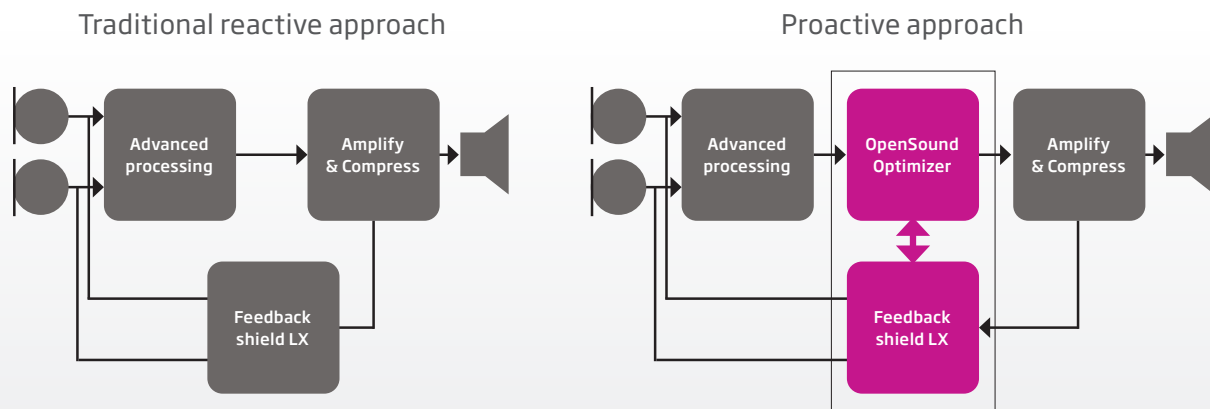 Traditional reactive approach
Advanced
processing
Amplify
& Compress
Feedback
shield LX
Proactive approach
Advanced
processing
OpenSound
Optimizer
Amplify
& Compress
Feedback
shield LX